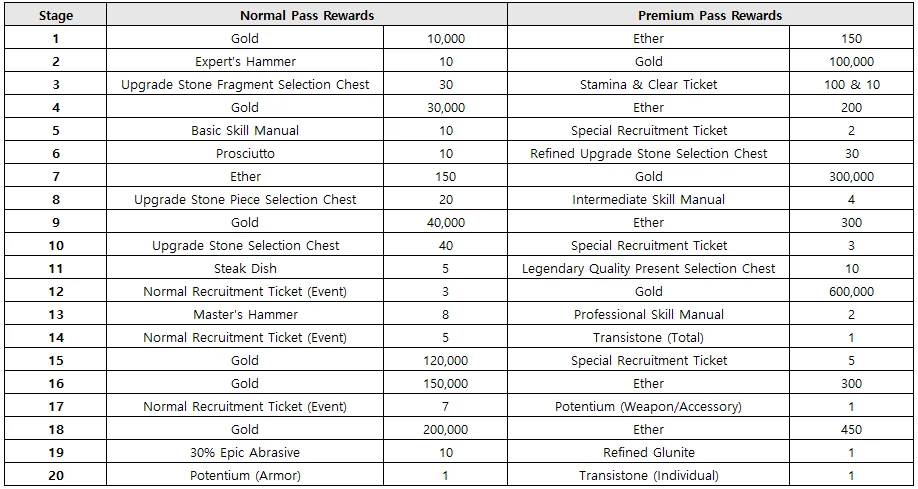 Stage Normal Pass Rewards Premium Pass Rewards
1 Gold 10,000 Ether 150
2 Expert's Hammer 10 Gold 100,000
3 Upgrade Stone Fragment Selection Chest 30 Stamina & Clear Ticket 100 & 10
4 Gold 30,000 Ether 200
5 Basic Skill Manual 10 Special Recruitment Ticket 2
6 Prosciutto 10 Refined Upgrade Stone Selection Chest 30
7 Ether 150 Gold 300,000
8 Upgrade Stone Piece Selection Chest 20 Intermediate Skill Manual 4
9 Gold 40,000 Ether 300
10 Upgrade Stone Selection Chest 40 Special Recruitment Ticket 3
11 Steak Dish 5 Legendary Quality Present Selection Chest 10
12 Normal Recruitment Ticket (Event) 3 Gold 600,000
13 Master's Hammer 8 Professional Skill Manual 2
14 Normal Recruitment Ticket (Event) 5 Transistone (Total) 1
15 Gold 120,000 Special Recruitment Ticket 5
16 Gold 150,000 Ether 300
17 Normal Recruitment Ticket (Event) 7 Potentium (Weapon/Accessory) 1
18 Gold 200,000 Ether 450
19 30% Epic Abrasive 10 Refined Glunite 1
20 Potentium (Armor) 1 Transistone (Individual) 1